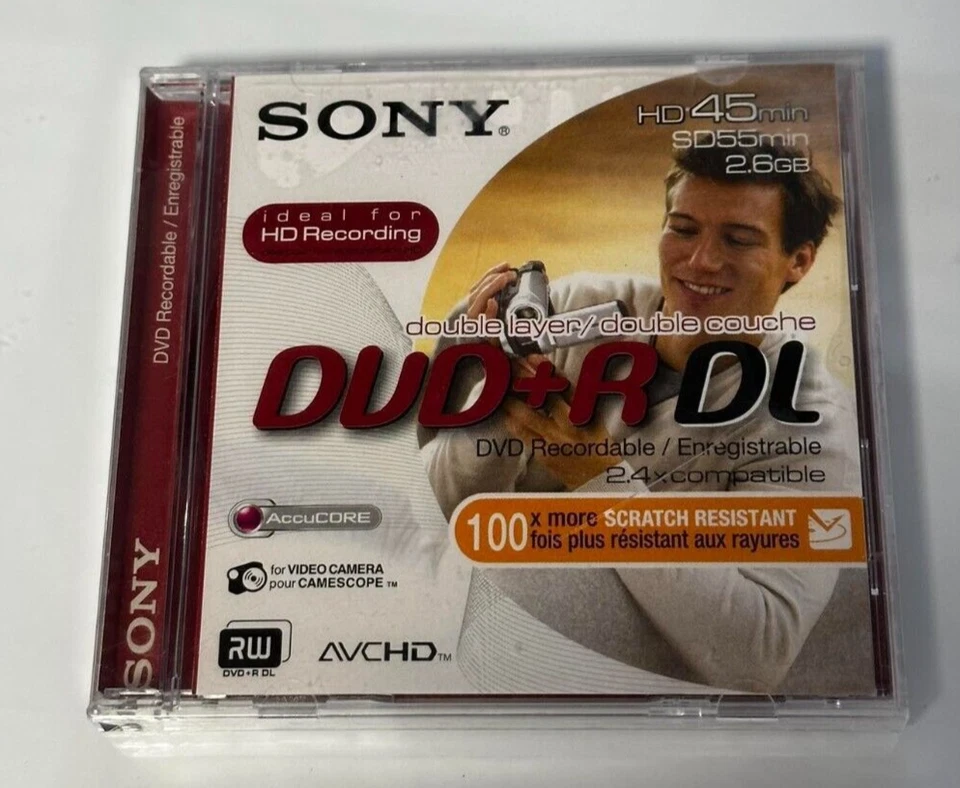 SONY®
HD 45min
SD55min
2.6GB
ideal for
HD Recording
double layer/double couche
DVD+R DL
DVD Recordable / Enregistrable
2.4x compatible
100 x more SCRATCH RESISTANT
fois plus résistant aux rayures
AccuCORE
for VIDEO CAMERA
pour CAMESCOPE TM
RW
DVD+R DL
AVCHD TM
DVD Recordable / Enregistrable
SONY